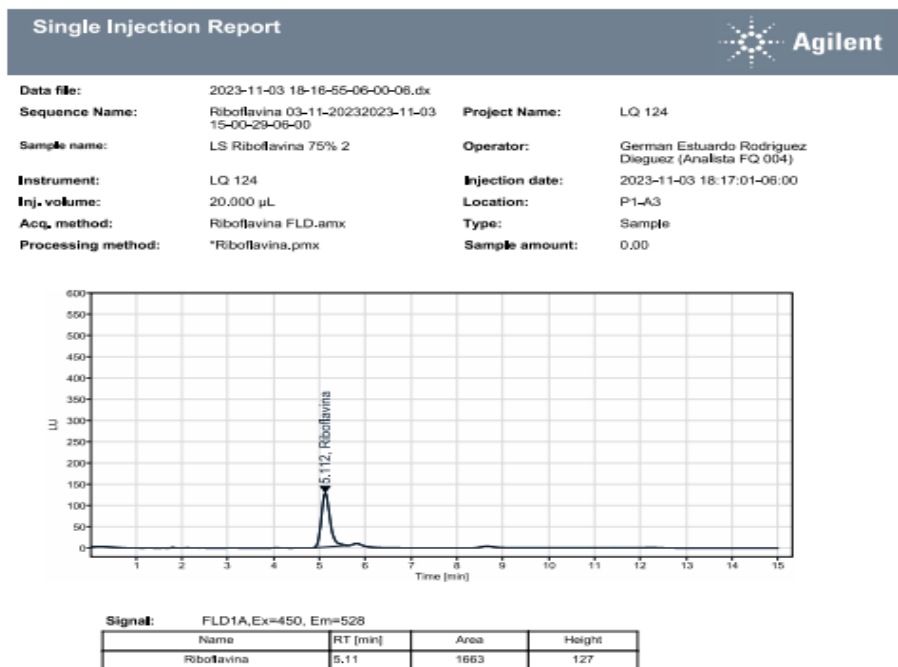 Single Injection Report
Agilent
Data file: 2023-11-03 18-16-55-06-00-06.dx
Sequence Name: Riboflavina 03-11-20232023-11-03 Project Name: LQ 124
15-00-29-06-00
Sample name: LS Riboflavina 75% 2 Operator: German Estuardo Rodriguez
Dieguez (Analista FQ 004)
Instrument: LQ 124 Injection date: 2023-11-03 18:17:01-06:00
Inj. volume: 20.000 µL Location: P1-A3
Acq. method: Riboflavina FLD.amx Type: Sample
Processing method: *Riboflavina.pmx Sample amount: 0.00
600
550
500
450
400
350
300
250
200
150
100
50
0
LU
5.112, Riboflavina
1 2 3 4 5 6 7 8 9 10 11 12 13 14 15
Time [min]
Signal: FLD1A,Ex=450, Em=528
Name RT [min] Area Height
Riboflavina 5.11 1663 127